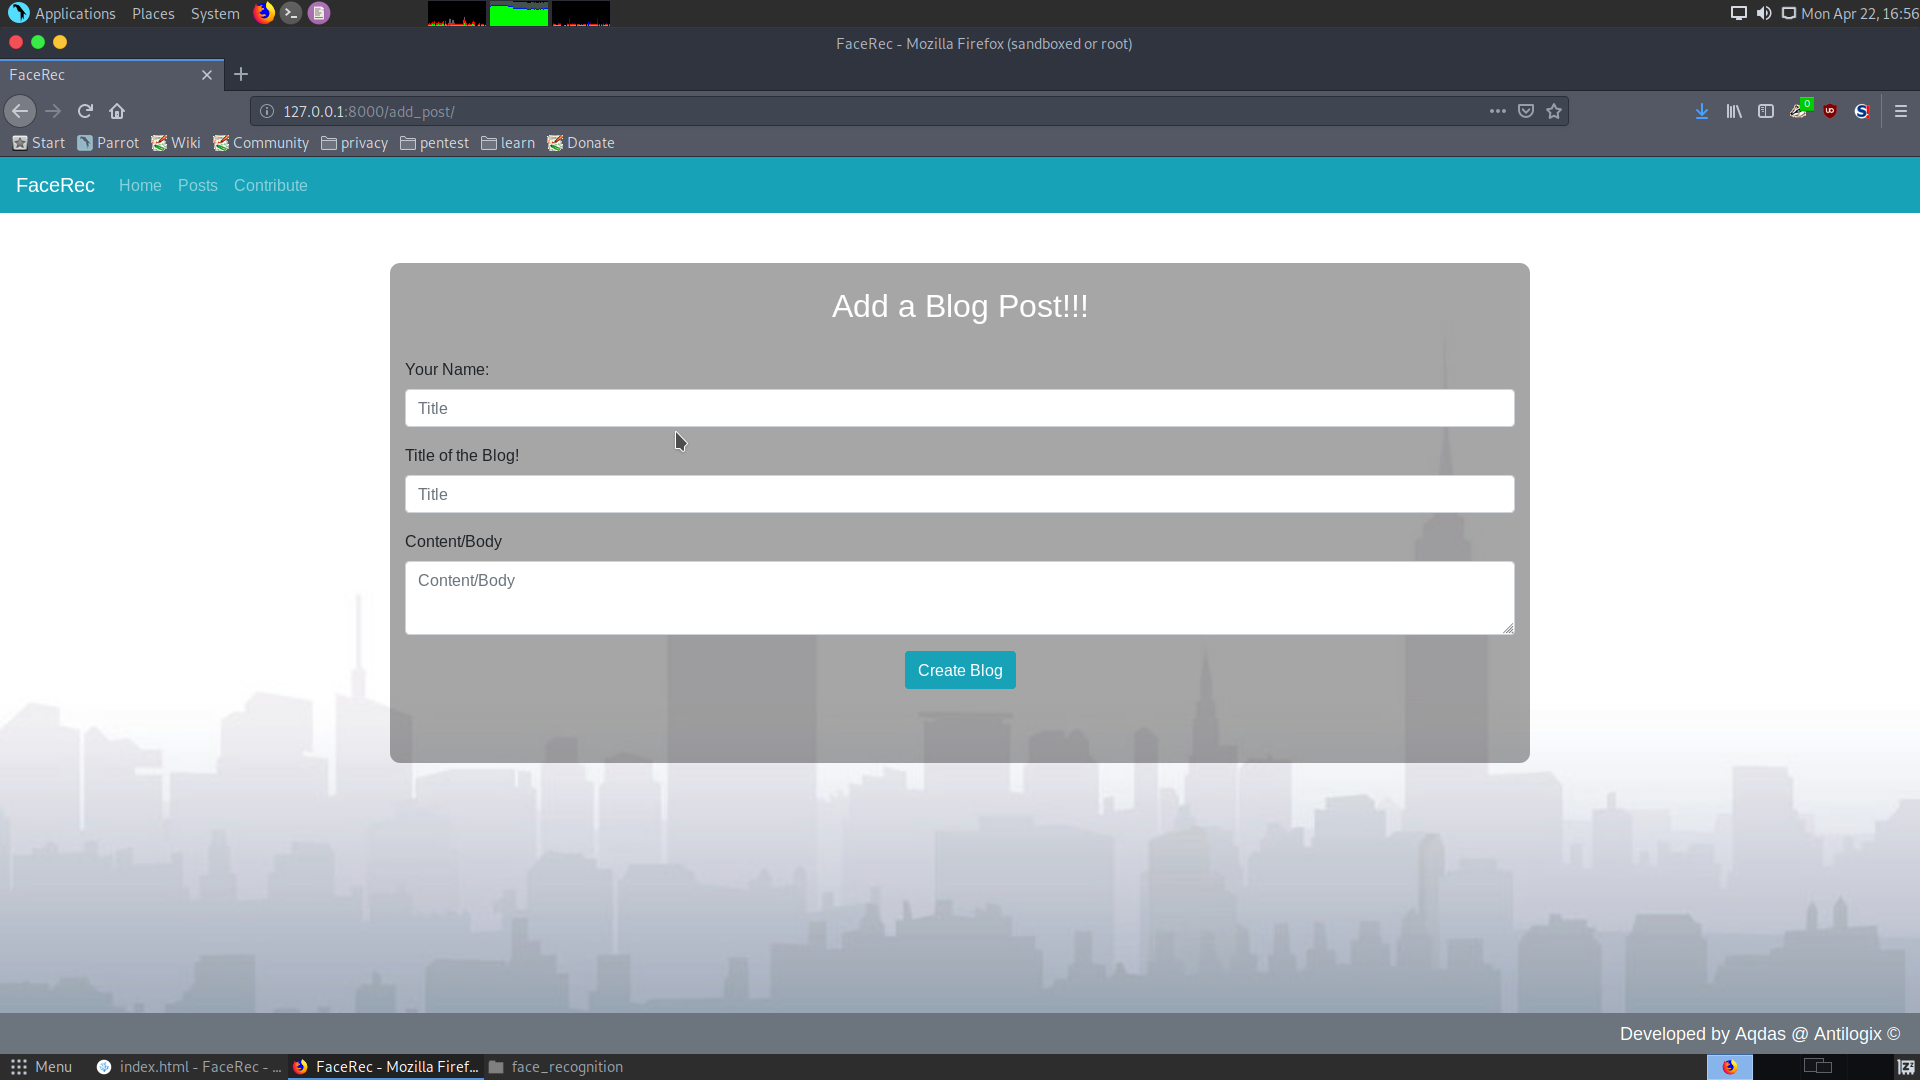 Applications Places System
Mon Apr 22, 16:56
FaceRec - Mozilla Firefox (sandboxed or root)
FaceRec
127.0.0.1:8000/add_post/
0
Start Parrot Wiki Community privacy pentest learn Donate
FaceRec Home Posts Contribute
Add a Blog Post!!!
Your Name:
Title
Title of the Blog!
Title
Content/Body
Content/Body
Create Blog
Developed by Aqdas @ Antilogix ©
Menu index.html - FaceRec - ... FaceRec - Mozilla Firef... face_recognition